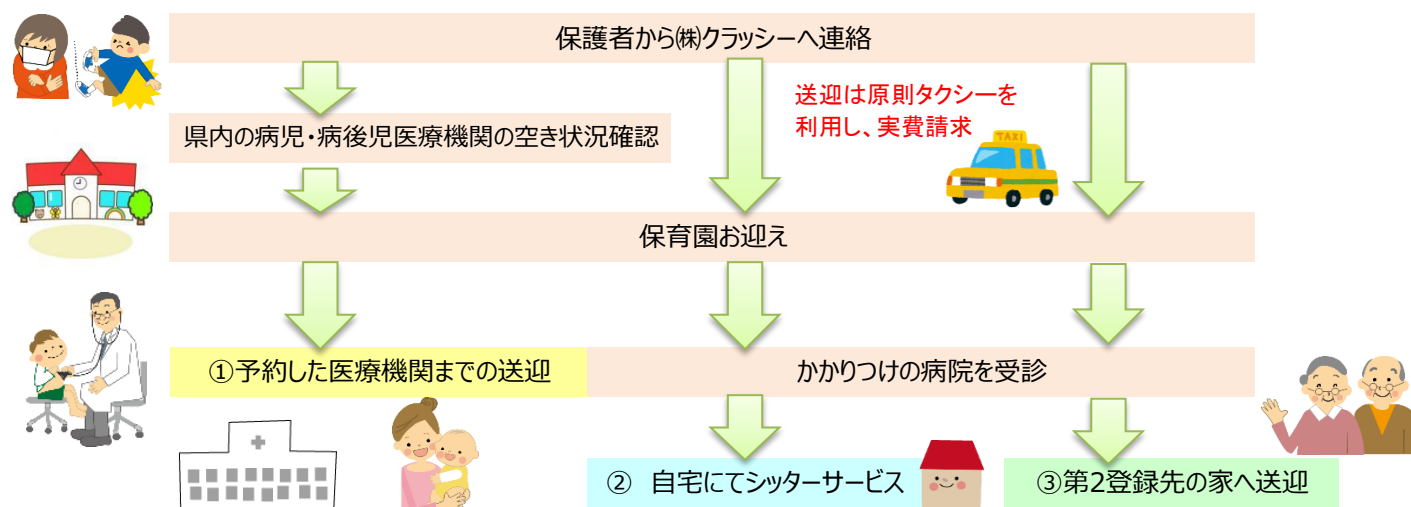 保護者から㈱クラッシーへ連絡
送迎は原則タクシーを
利用し、実費請求
TAXI
県内の病児・病後児医療機関の空き状況確認
保育園お迎え
①予約した医療機関までの送迎
かかりつけの病院を受診
② 自宅にてシッターサービス
③第2登録先の家へ送迎